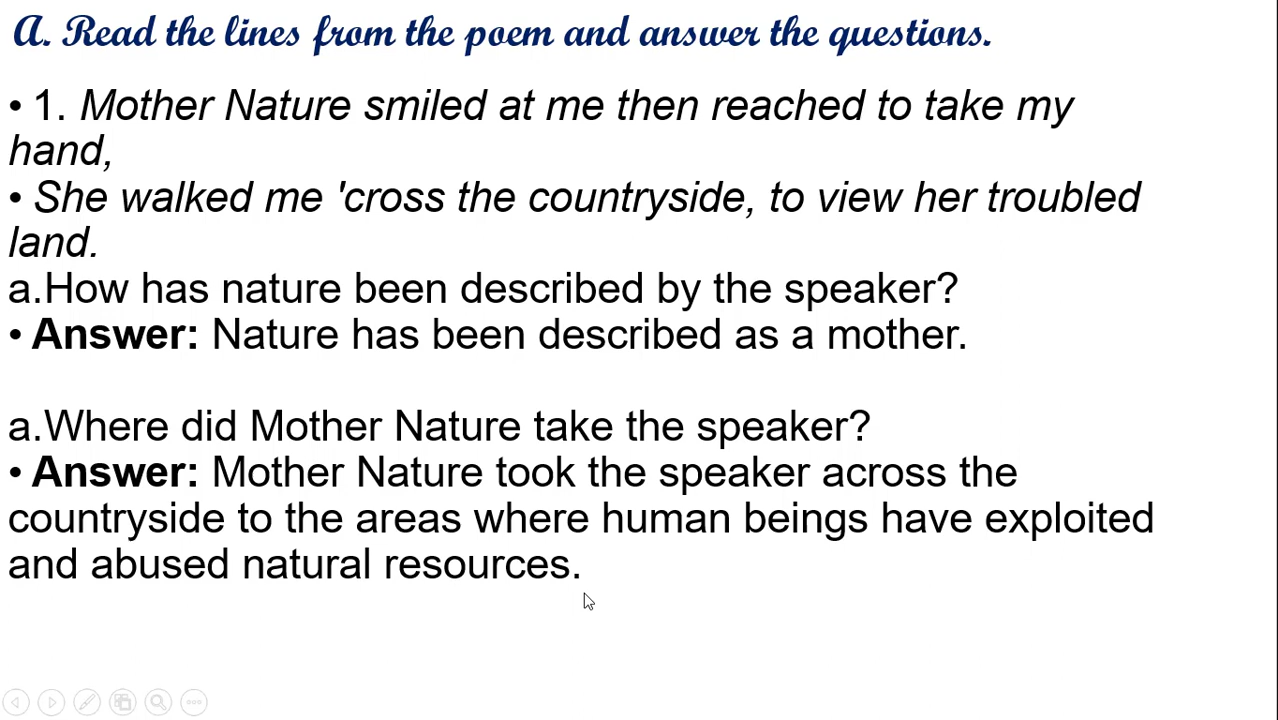 A. Read the lines from the poem and answer the questions.
• 1. Mother Nature smiled at me then reached to take my
hand,
• She walked me 'cross the countryside, to view her troubled
land.
a.How has nature been described by the speaker?
• Answer: Nature has been described as a mother.
a.Where did Mother Nature take the speaker?
• Answer: Mother Nature took the speaker across the
countryside to the areas where human beings have exploited
and abused natural resources.